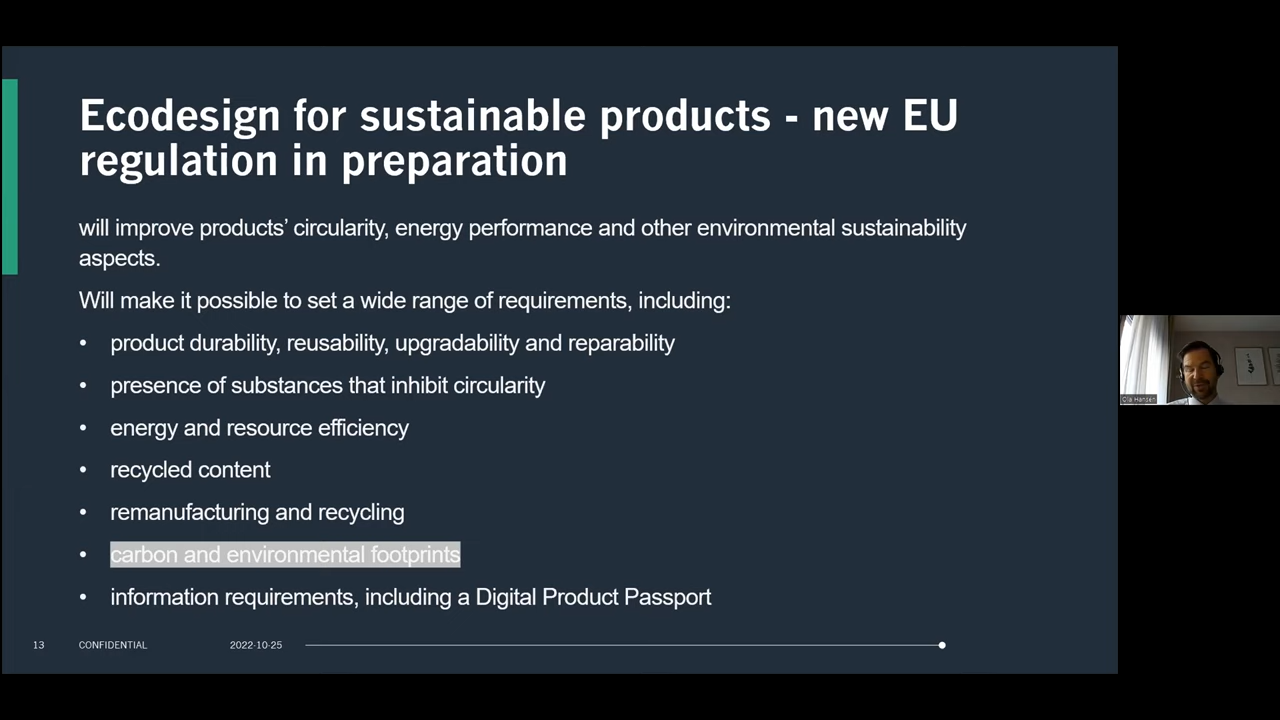 Ecodesign for sustainable products - new EU
regulation in preparation
will improve products’ circularity, energy performance and other environmental sustainability
aspects.
Will make it possible to set a wide range of requirements, including:
• product durability, reusability, upgradability and reparability
• presence of substances that inhibit circularity
• energy and resource efficiency
• recycled content
• remanufacturing and recycling
• carbon and environmental footprints
• information requirements, including a Digital Product Passport
13 CONFIDENTIAL 2022-10-25
Ola Hansén